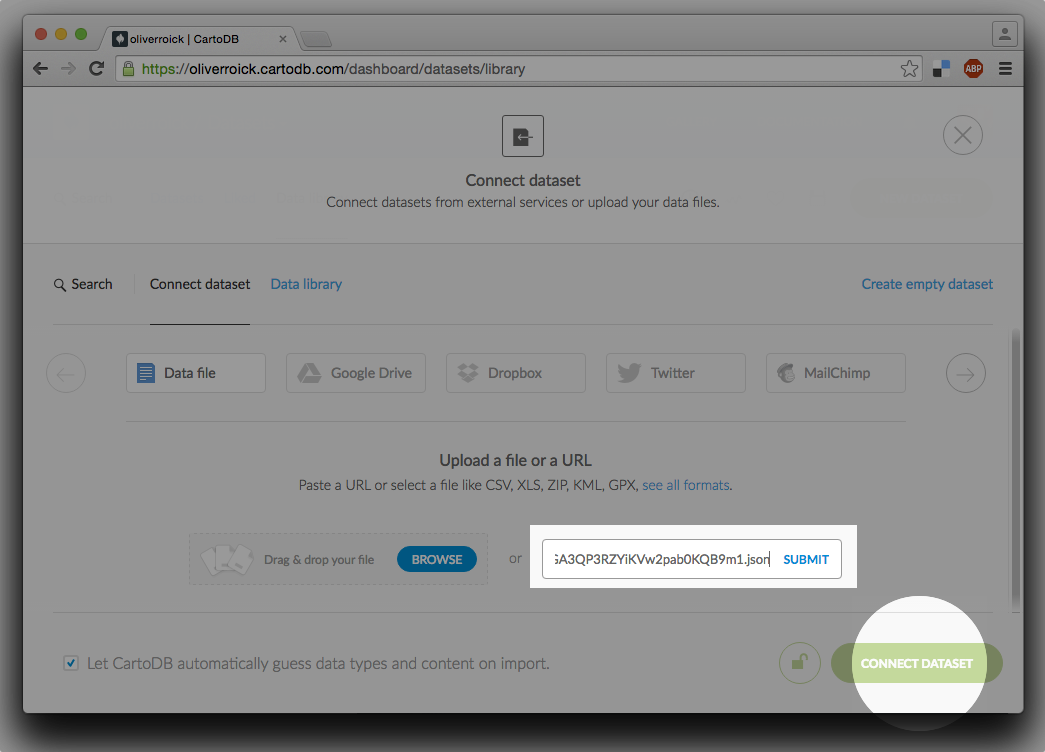 oliverroick | CartoDB
https://oliverroick.cartodb.com/dashboard/datasets/library
ABP
Connect dataset
Connect datasets from external services or upload your data files.
Search Connect dataset Data library Create empty dataset
Data file Google Drive Dropbox Twitter MailChimp
Upload a file or a URL
Paste a URL or select a file like CSV, XLS, ZIP, KML, GPX, see all formats.
Drag & drop your file BROWSE or GA3QP3RZYiKVw2pab0KQB9m1.json SUBMIT
Let CartoDB automatically guess data types and content on import.
CONNECT DATASET